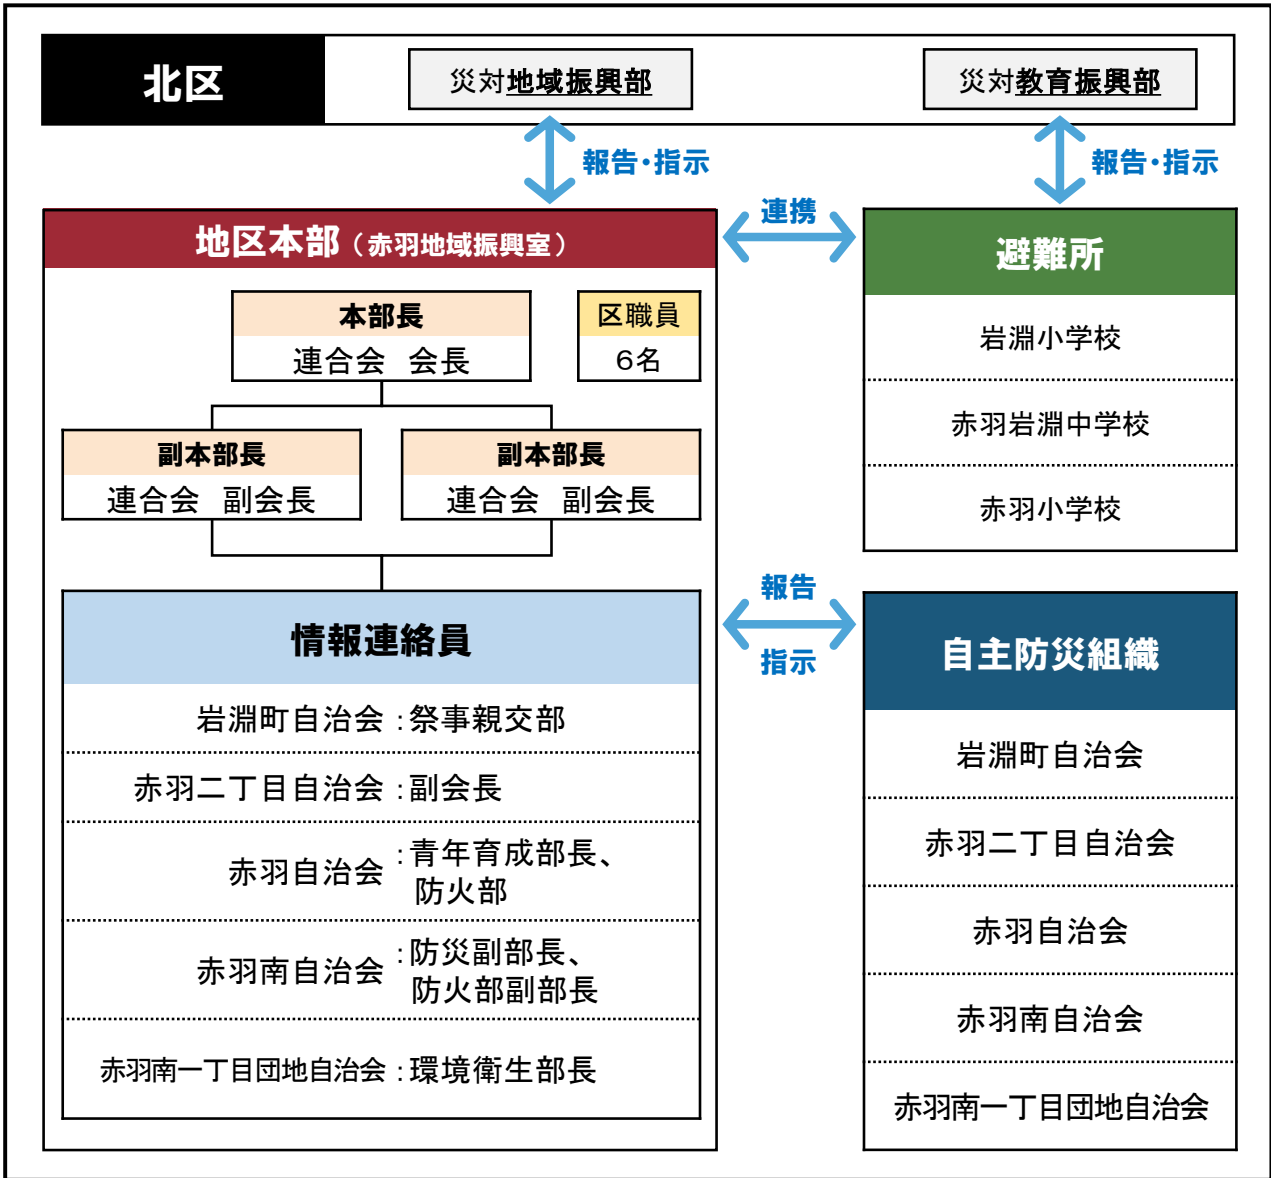 北区
災対地域振興部
災対教育振興部
報告・指示
報告・指示
地区本部（赤羽地域振興室）
連携
避難所
本部長
連合会　会長
区職員
6名
副本部長
連合会　副会長
副本部長
連合会　副会長
岩淵小学校
赤羽岩淵中学校
赤羽小学校
情報連絡員
岩淵町自治会：祭事親交部
赤羽二丁目自治会：副会長
赤羽自治会：青年育成部長、
防火部
赤羽南自治会：防災副部長、
防火部副部長
赤羽南一丁目団地自治会：環境衛生部長
報告
指示
自主防災組織
岩淵町自治会
赤羽二丁目自治会
赤羽自治会
赤羽南自治会
赤羽南一丁目団地自治会